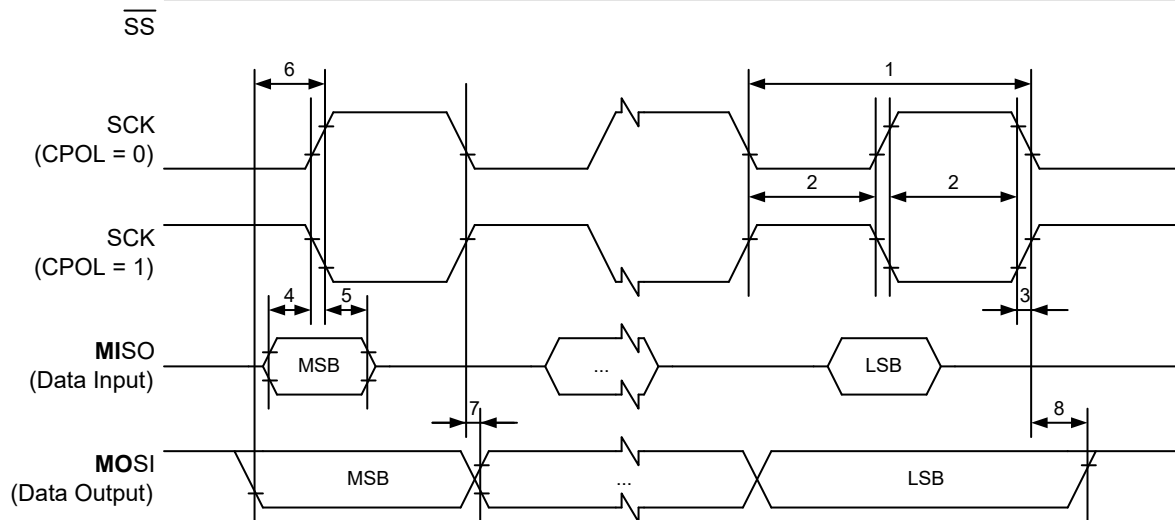 SS
6
1
SCK
(CPOL = 0)
2
2
SCK
(CPOL = 1)
4
5
3
MISO
(Data Input)
MSB
...
LSB
7
8
MOSI
(Data Output)
MSB
...
LSB